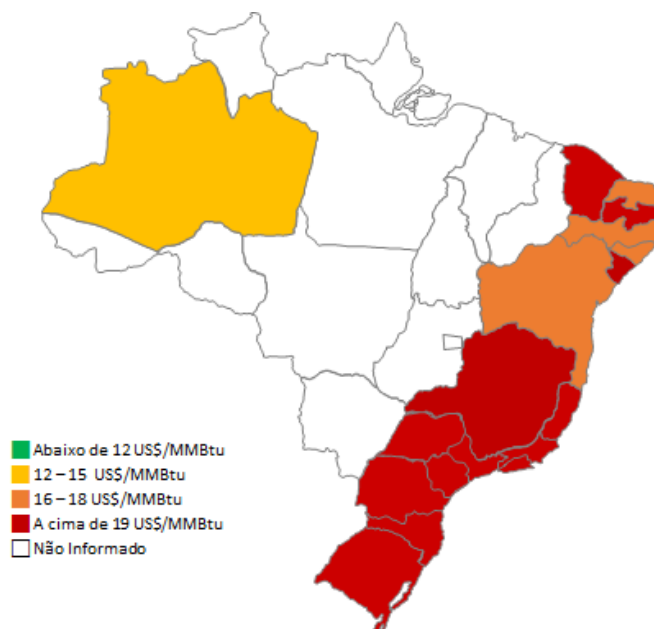 Abaixo de 12 US$/MMBtu
12 – 15 US$/MMBtu
16 – 18 US$/MMBtu
A cima de 19 US$/MMBtu
Não Informado